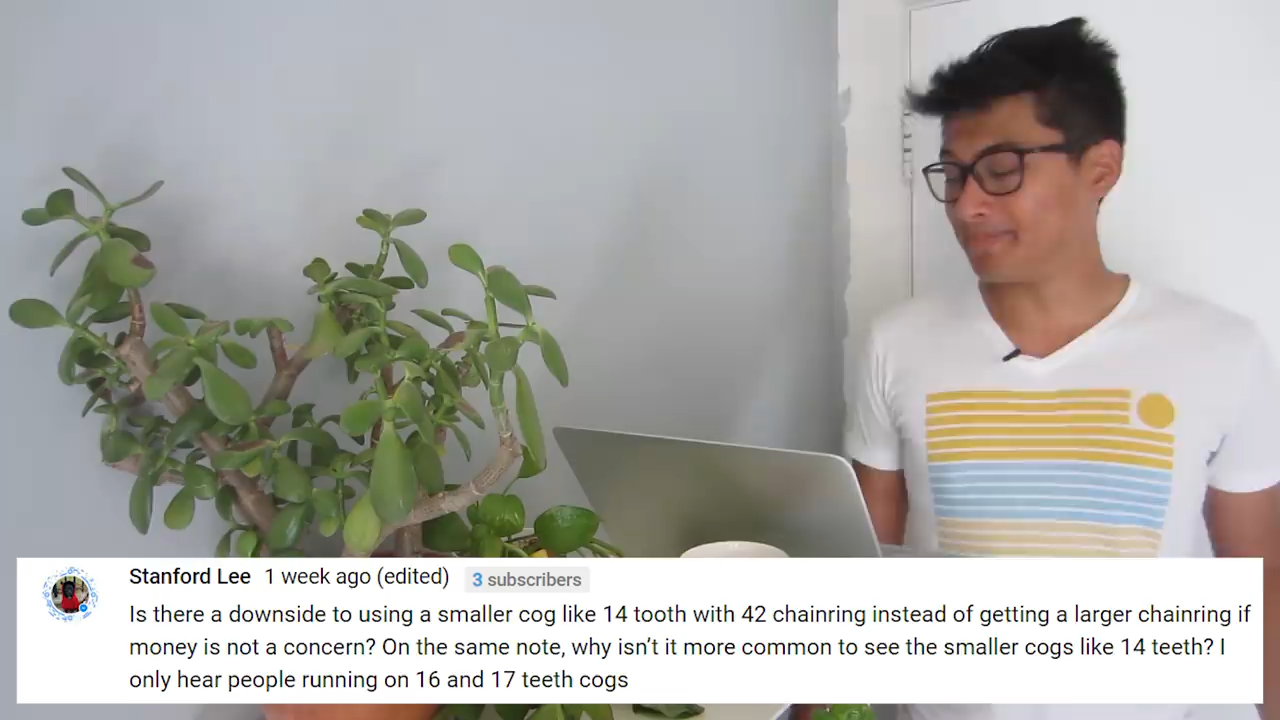 Stanford Lee 1 week ago (edited) 3 subscribers
Is there a downside to using a smaller cog like 14 tooth with 42 chainring instead of getting a larger chainring if
money is not a concern? On the same note, why isn’t it more common to see the smaller cogs like 14 teeth? I
only hear people running on 16 and 17 teeth cogs